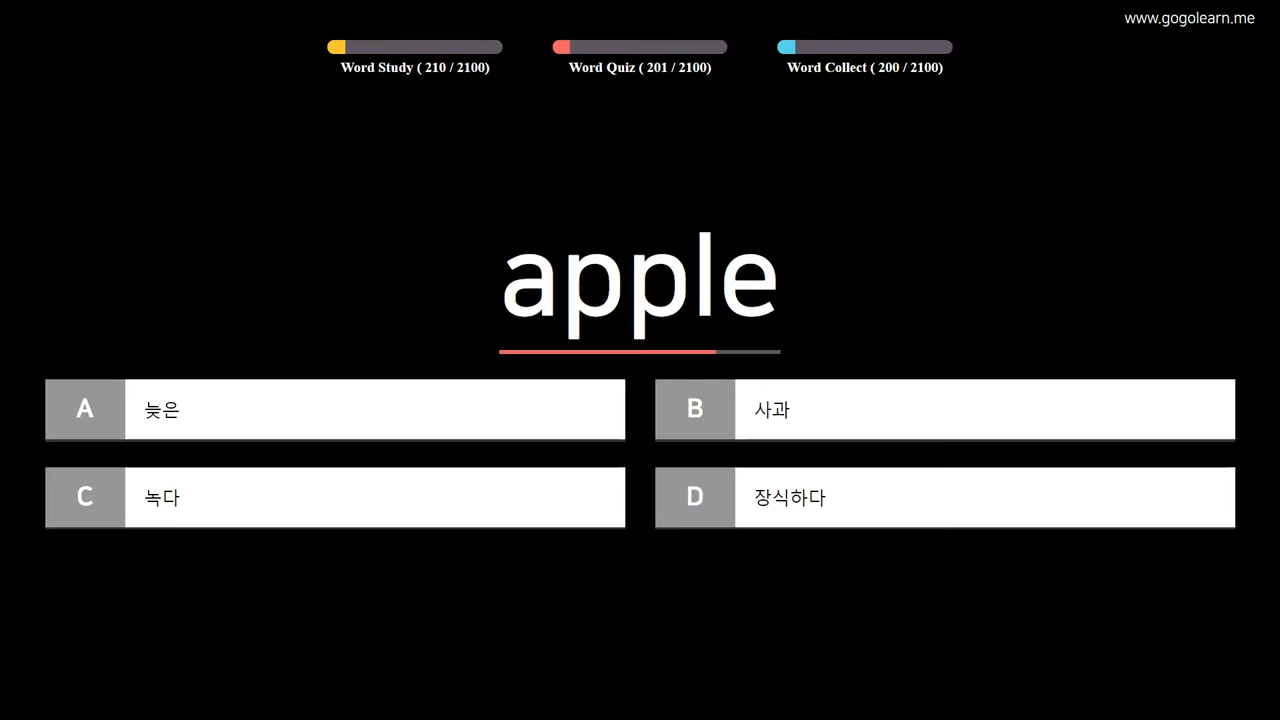 www.gogolearn.me
Word Study ( 210 / 2100)
Word Quiz ( 201 / 2100)
Word Collect ( 200 / 2100)
apple
A 늦은
B 사과
C 녹다
D 장식하다